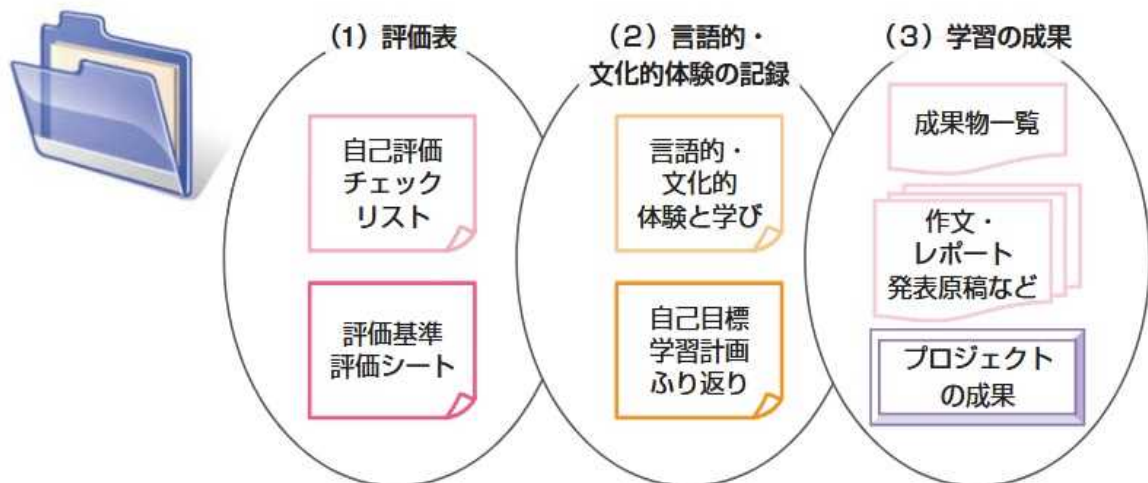 (1)評価表
自己評価
チェック
リスト
評価基準
評価シート
(2)言語的・
文化的体験の記録
言語的・
文化的
体験と学び
自己目標
学習計画
ふり返り
(3)学習の成果
成果物一覧
作文・
レポート
発表原稿など
プロジェクト
の成果